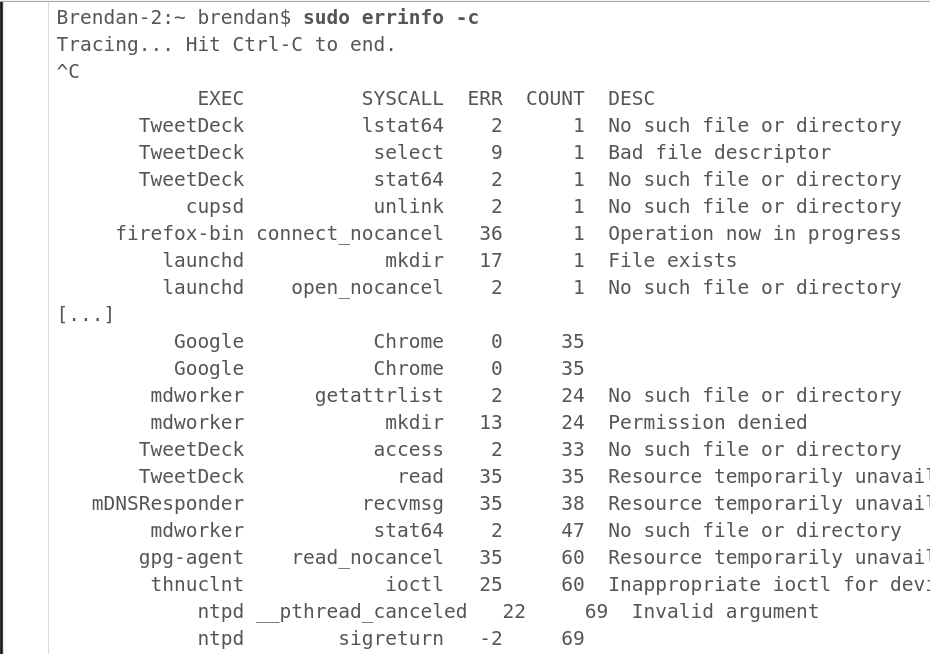 Brendan-2:~ brendan$ sudo errinfo -c
Tracing... Hit Ctrl-C to end.
^C
            EXEC          SYSCALL  ERR  COUNT  DESC
       TweetDeck          lstat64    2      1  No such file or directory
       TweetDeck           select    9      1  Bad file descriptor
       TweetDeck           stat64    2      1  No such file or directory
           cupsd           unlink    2      1  No such file or directory
     firefox-bin connect_nocancel   36      1  Operation now in progress
         launchd            mkdir   17      1  File exists
         launchd    open_nocancel    2      1  No such file or directory
[...]
          Google           Chrome    0     35
          Google           Chrome    0     35
        mdworker      getattrlist    2     24  No such file or directory
        mdworker            mkdir   13     24  Permission denied
       TweetDeck           access    2     33  No such file or directory
       TweetDeck             read   35     35  Resource temporarily unavail
   mDNSResponder          recvmsg   35     38  Resource temporarily unavail
        mdworker           stat64    2     47  No such file or directory
       gpg-agent    read_nocancel   35     60  Resource temporarily unavail
        thnuclnt            ioctl   25     60  Inappropriate ioctl for devi
            ntpd __pthread_canceled   22     69  Invalid argument
            ntpd        sigreturn   -2     69